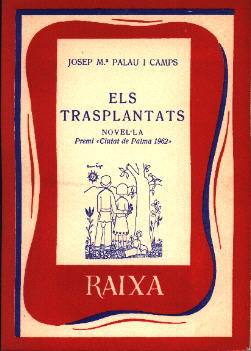 JOSEP M.ª PALAU I CAMPS
ELS
TRASPLANTATS
NOVEL·LA
Premi «Ciutat de Palma 1962»
RAIXA